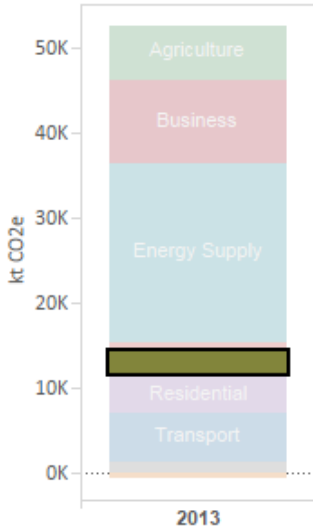 50K
Agriculture
40K
Business
30K
kt CO2e
Energy Supply
20K
10K
Residential
Transport
0K
2013